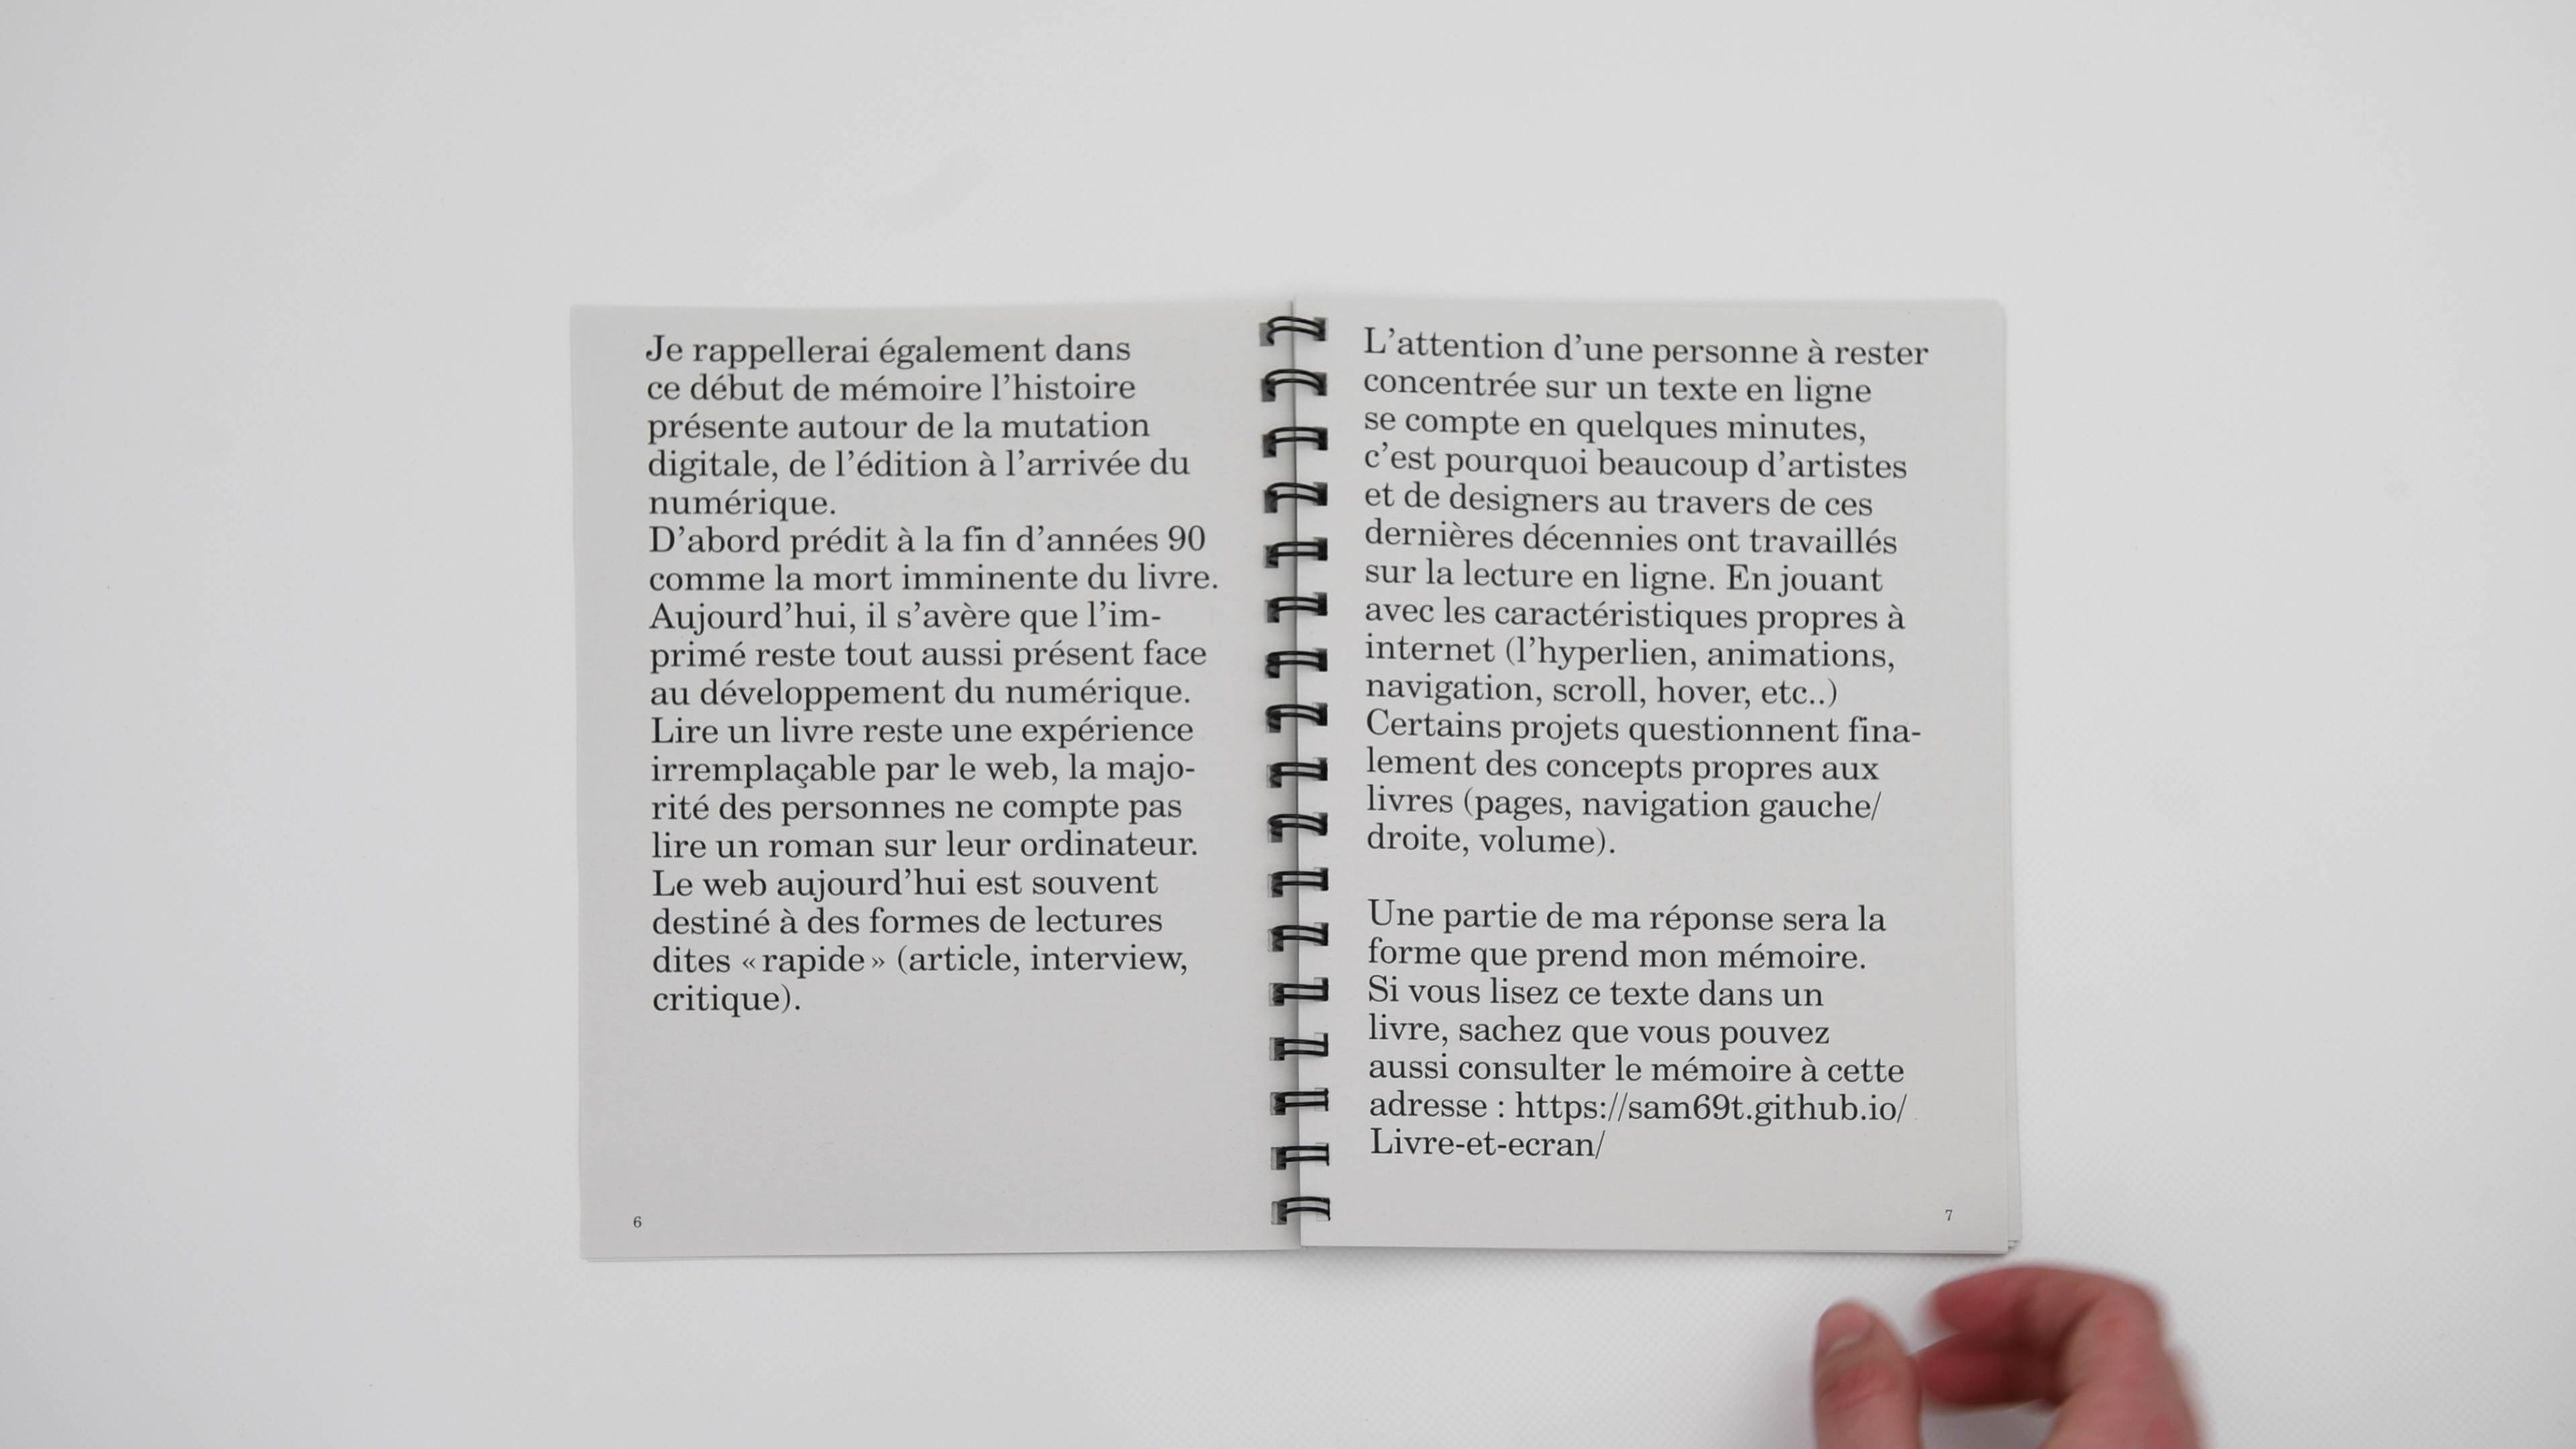 Je rappellerai également dans
ce début de mémoire l’histoire
présente autour de la mutation
digitale, de l’édition à l’arrivée du
numérique.
D’abord prédit à la fin d’années 90
comme la mort imminente du livre.
Aujourd’hui, il s’avère que l’im-
primé reste tout aussi présent face
au développement du numérique.
Lire un livre reste une expérience
irremplaçable par le web, la majo-
rité des personnes ne compte pas
lire un roman sur leur ordinateur.
Le web aujourd’hui est souvent
destiné à des formes de lectures
dites « rapide » (article, interview,
critique).
6
L’attention d’une personne à rester
concentrée sur un texte en ligne
se compte en quelques minutes,
c’est pourquoi beaucoup d’artistes
et de designers au travers de ces
dernières décennies ont travaillés
sur la lecture en ligne. En jouant
avec les caractéristiques propres à
internet (l’hyperlien, animations,
navigation, scroll, hover, etc..)
Certains projets questionnent fina-
lement des concepts propres aux
livres (pages, navigation gauche/
droite, volume).
Une partie de ma réponse sera la
forme que prend mon mémoire.
Si vous lisez ce texte dans un
livre, sachez que vous pouvez
aussi consulter le mémoire à cette
adresse : https://sam69t.github.io/
Livre-et-ecran/
7